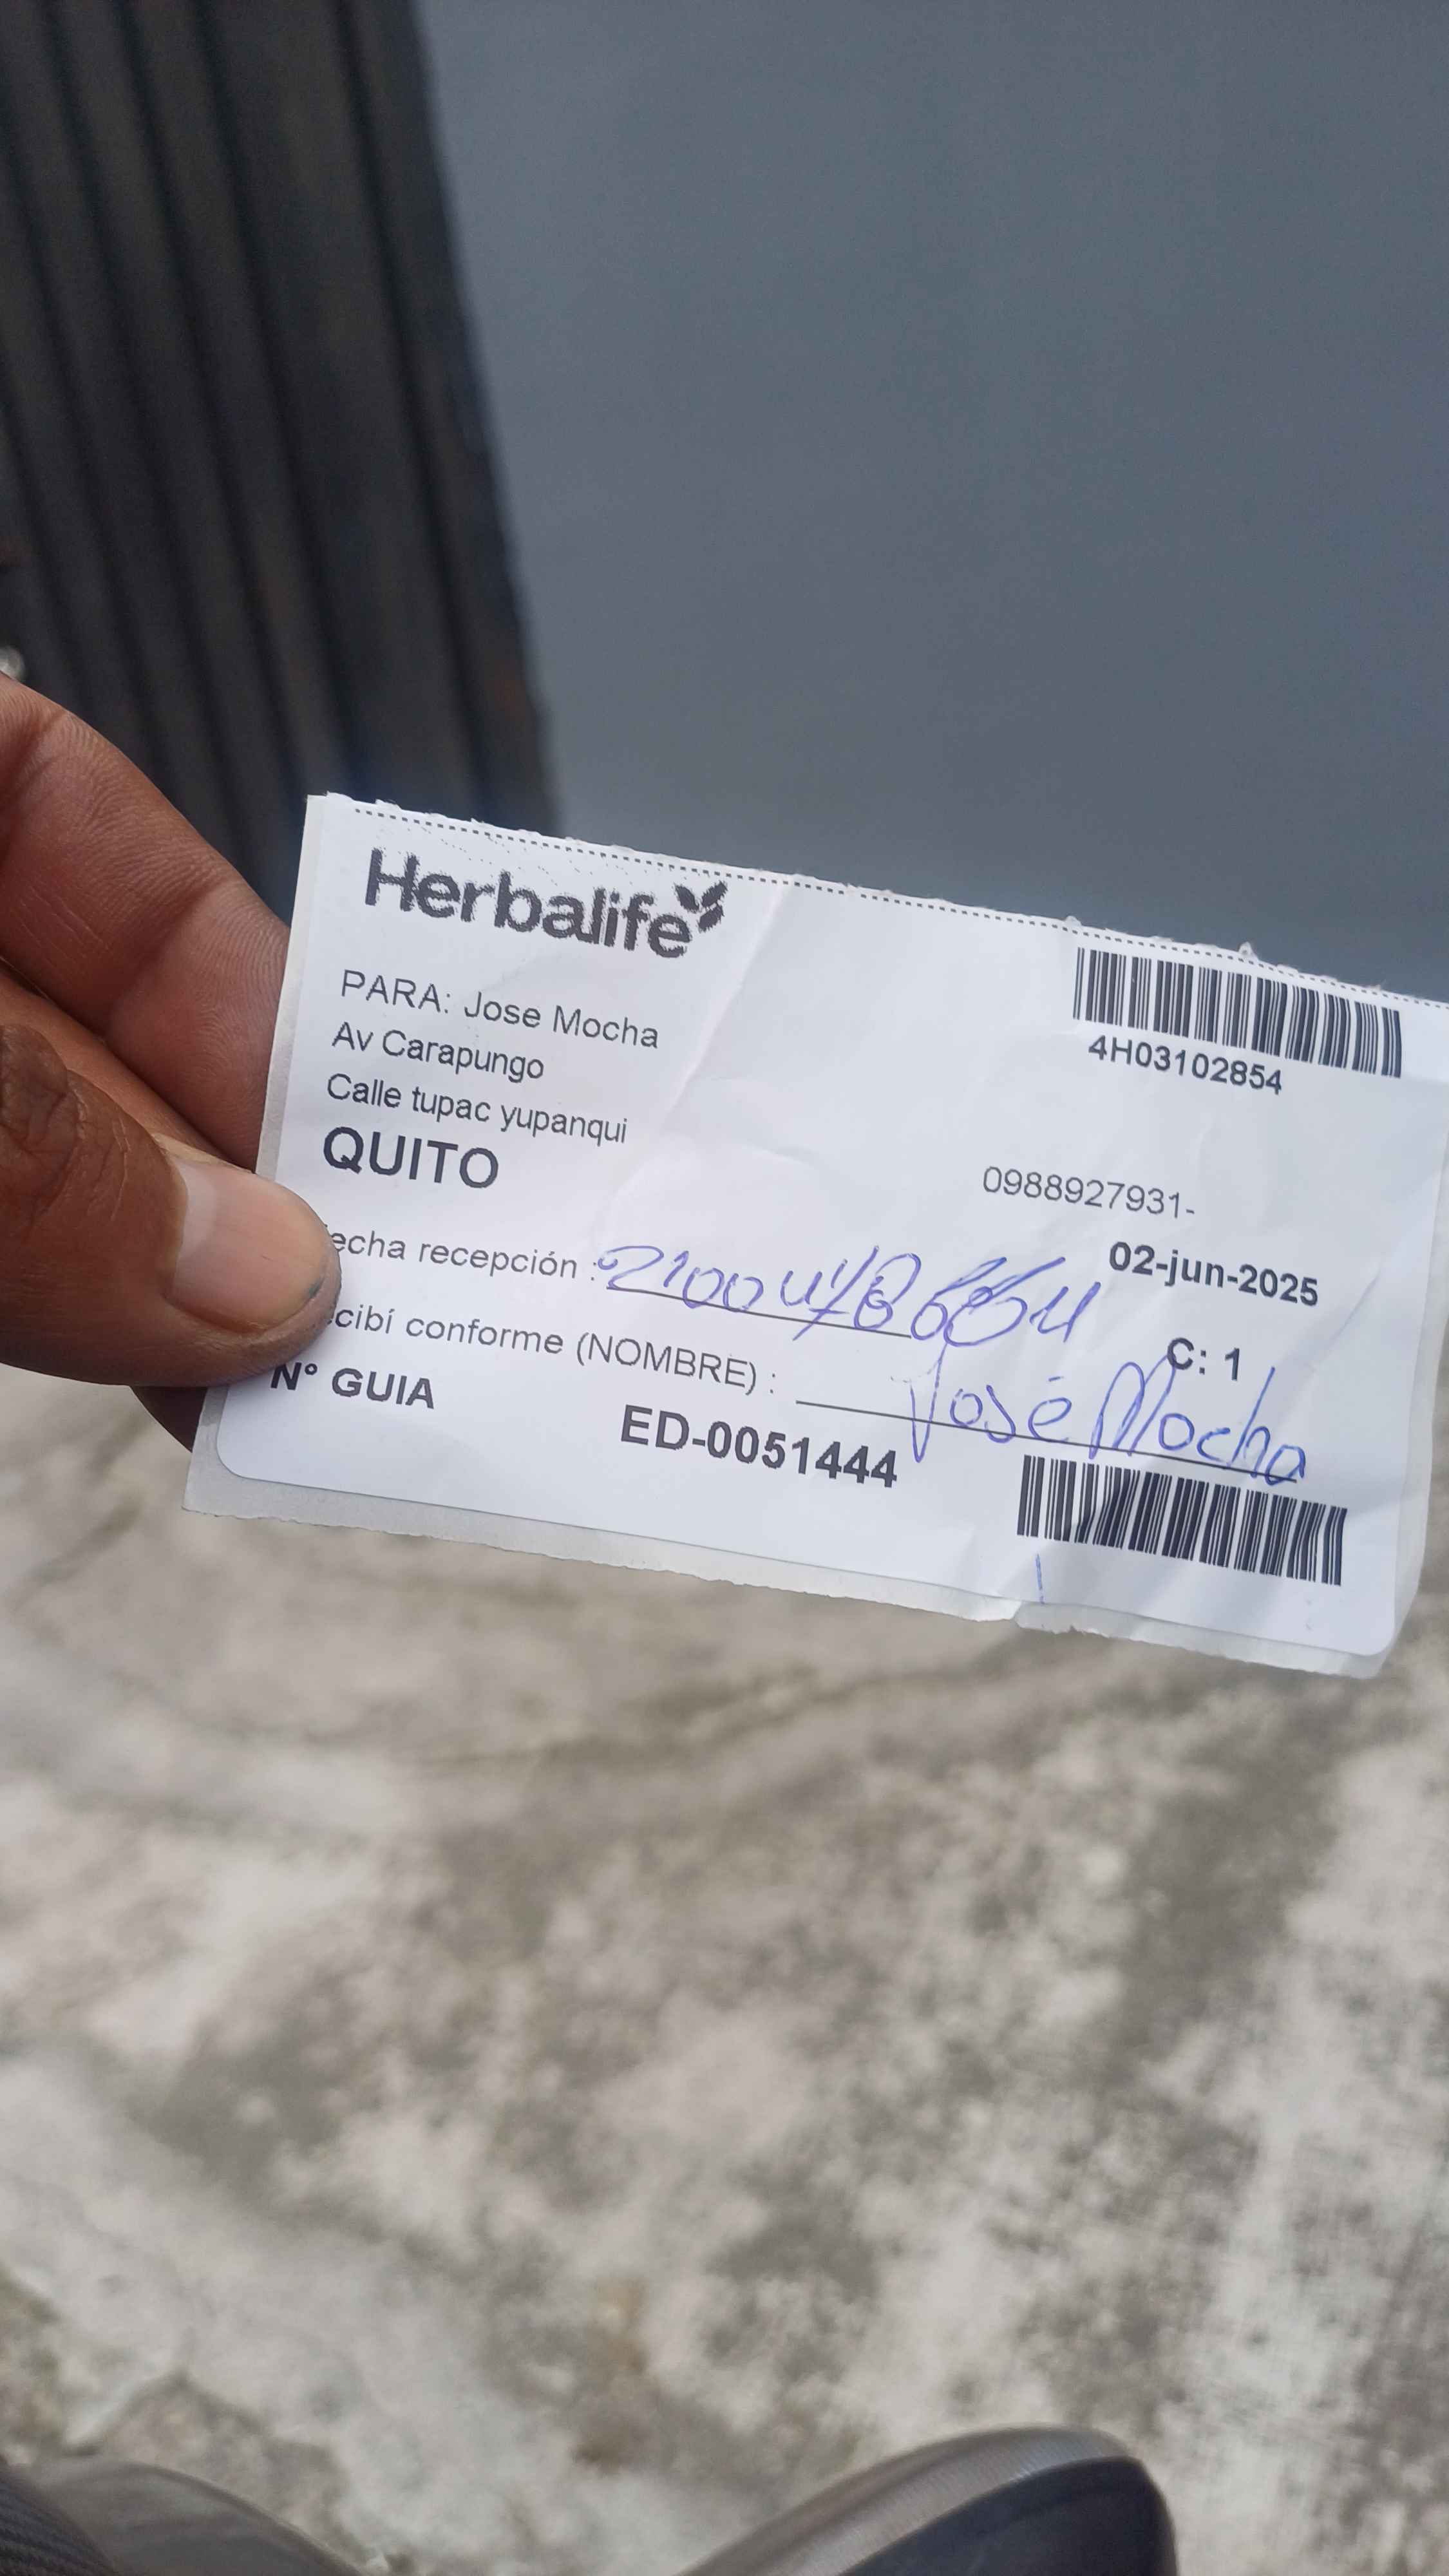 Herbalife
PARA: Jose Mocha
Av Carapungo
Calle tupac yupanqui
QUITO
4H03102854
0988927931-
02-jun-2025
echa recepción :
C: 1
cibí conforme (NOMBRE) : José Mocha
N° GUIA
ED-0051444